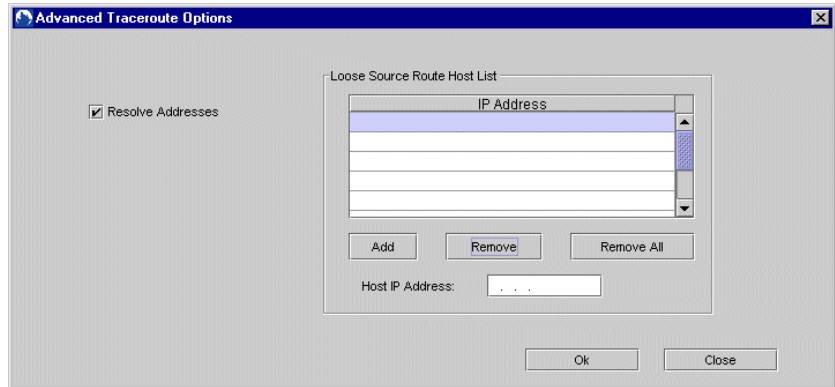 Advanced Traceroute Options
Resolve Addresses
Loose Source Route Host List
IP Address
Add Remove Remove All
Host IP Address: . . .
Ok Close